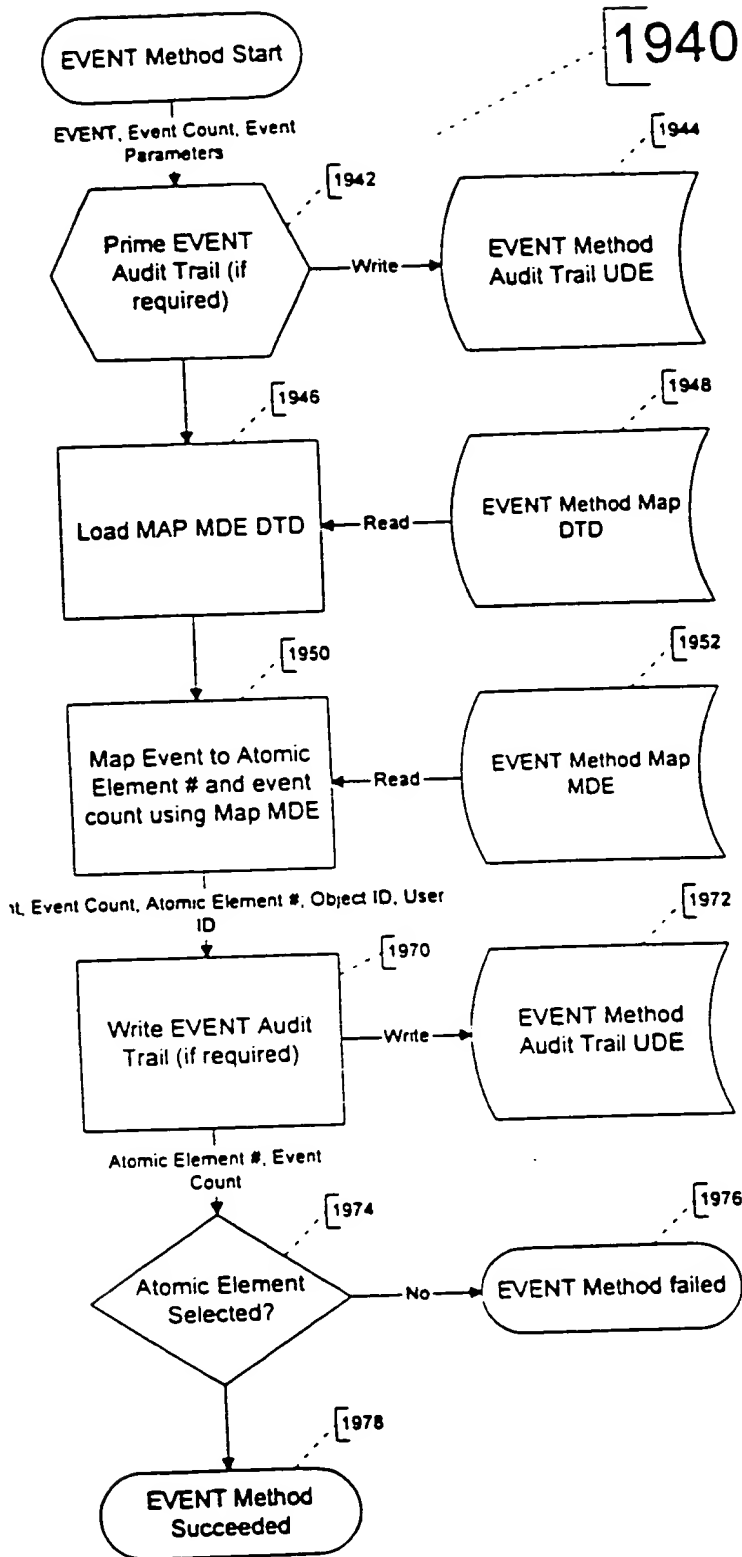 EVENT Method Start
1940
EVENT, Event Count, Event
Parameters
1942
1944
Prime EVENT
Audit Trail (if
required)
Write
EVENT Method
Audit Trail UDE
1946
1948
Load MAP MDE DTD
Read
EVENT Method Map
DTD
1950
1952
Map Event to Atomic
Element # and event
count using Map MDE
Read
EVENT Method Map
MDE
nt, Event Count, Atomic Element #, Object ID, User
ID
1970
1972
Write EVENT Audit
Trail (if required)
Write
EVENT Method
Audit Trail UDE
Atomic Element #, Event
Count
1974
1976
Atomic Element
Selected?
No
EVENT Method failed
1978
EVENT Method
Succeeded